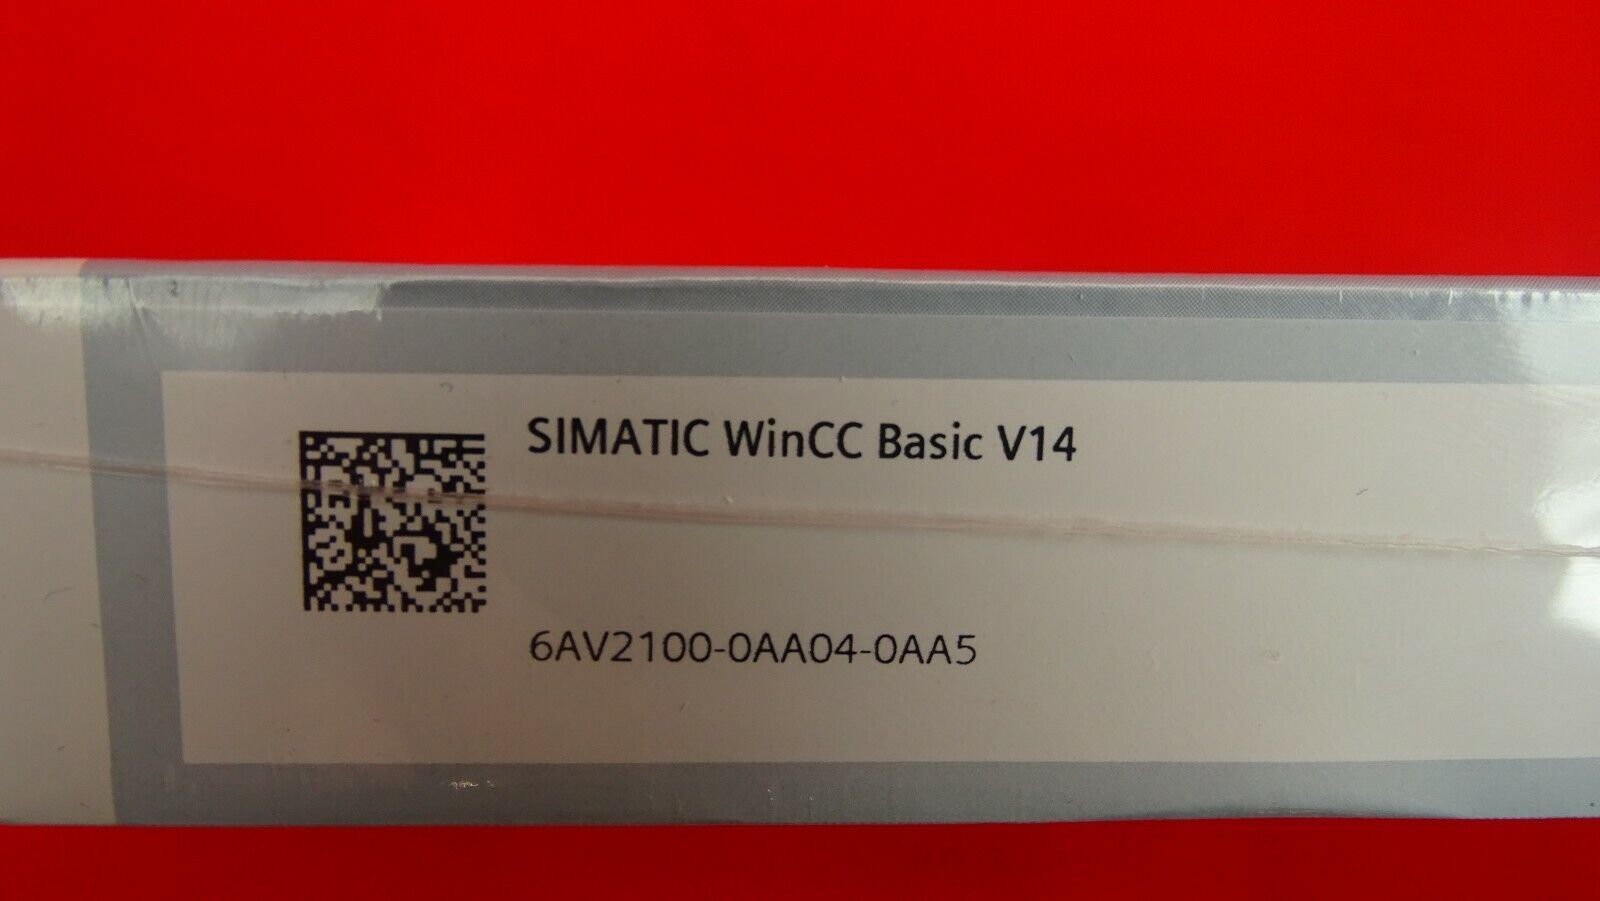 SIMATIC WinCC Basic V14
6AV2100-0AA04-0AA5